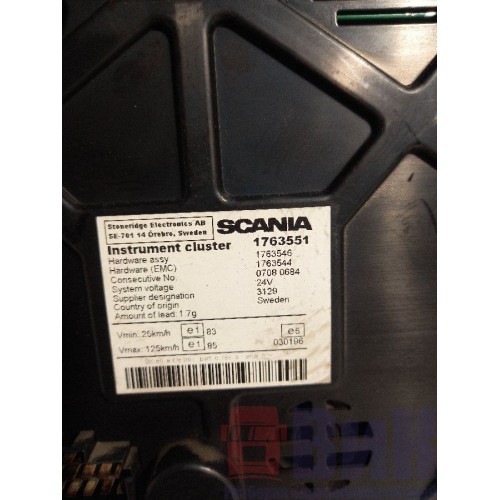 Stoneridge Electronics AB
SE-701 14 Örebro, Sweden
SCANIA
Instrument cluster 1763551
Hardware assy 1763546
Hardware (EMC) 1763544
Consecutive No. 0708 0684
System voltage 24V
Supplier designation 3129
Country of origin Sweden
Amount of lead: 1.7g
Vmin: 25km/h e1 83 e5
Vmax: 125km/h e1 85 030196